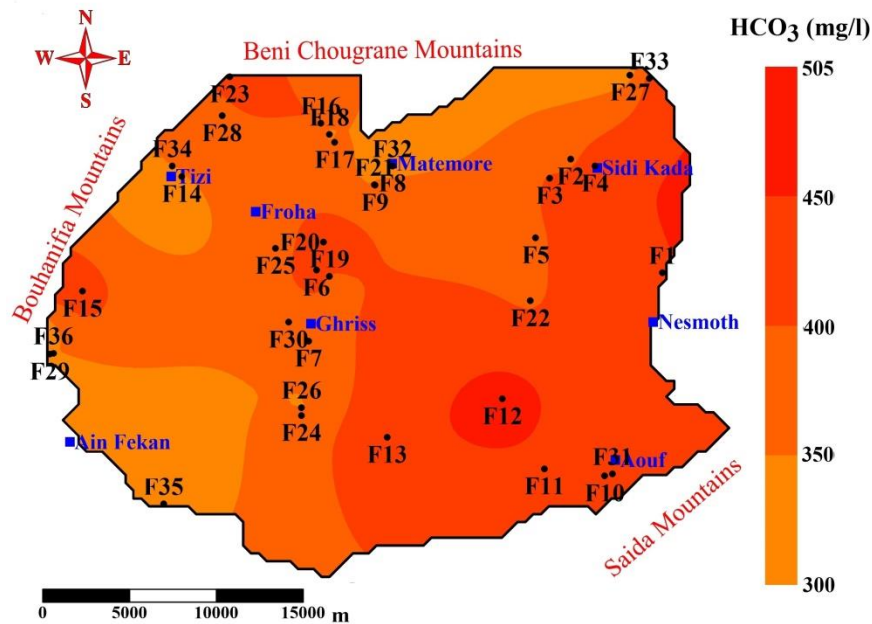 N
HCO3 (mg/l)
W E
Beni Chougrane Mountains
S
F33
505
F23
F27
F16
F28
F18
F34
F17
F32
Matemore
Tizi
F21
F2
Sidi Kada
F14
F8
F3
F4
F9
450
Froha
Bouhanifia Mountains
F20
F5
F25
F19
F1
F6
F15
F22
Ghriss
Nesmoth
400
F36
F30
F7
F29
F26
F12
F24
Ain Fekan
F13
F31
Aouf
350
F35
F11
F10
Saida Mountains
300
0 5000 10000 15000 m